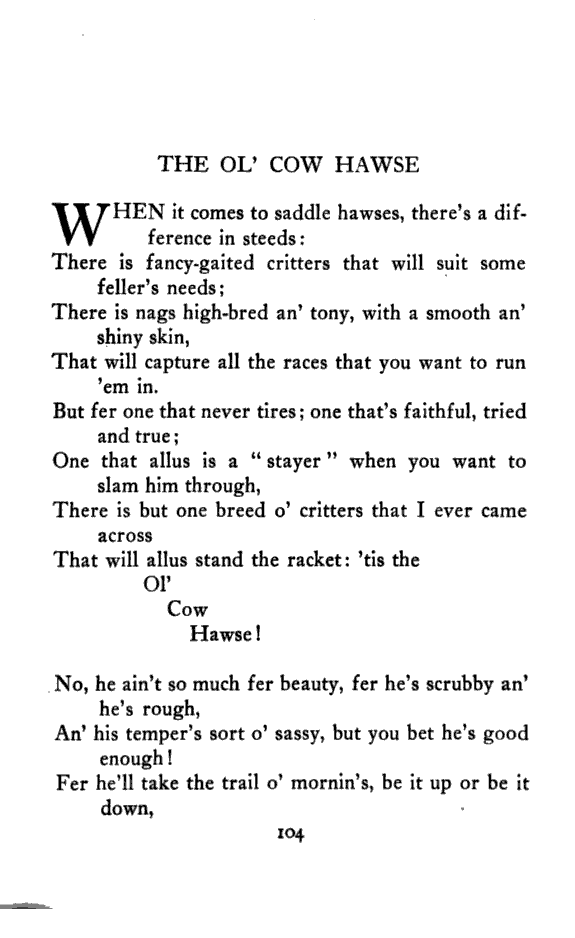 THE OL' COW HAWSE
WHEN it comes to saddle hawses, there's a dif-
ference in steeds:
There is fancy-gaited critters that will suit some
feller's needs;
There is nags high-bred an' tony, with a smooth an'
shiny skin,
That will capture all the races that you want to run
'em in.
But fer one that never tires; one that's faithful, tried
and true;
One that allus is a "stayer" when you want to
slam him through,
There is but one breed o' critters that I ever came
across
That will allus stand the racket: 'tis the
Ol'
Cow
Hawse!
No, he ain't so much fer beauty, fer he's scrubby an'
he's rough,
An' his temper's sort o' sassy, but you bet he's good
enough!
Fer he'll take the trail o' mornin's, be it up or be it
down,
104